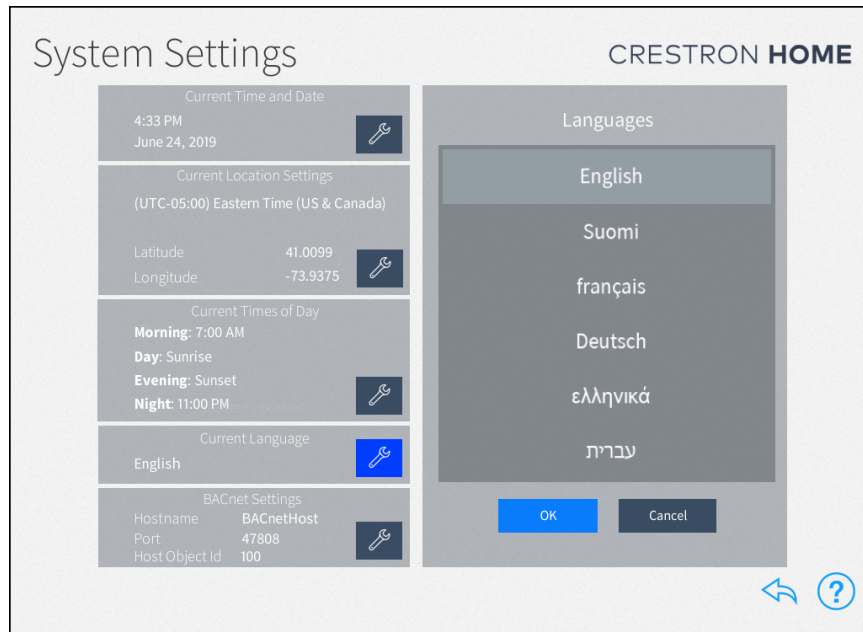 System Settings
CRESTRON HOME
Current Time and Date
4:33 PM
June 24, 2019
Current Location Settings
(UTC-05:00) Eastern Time (US & Canada)
Latitude 41.0099
Longitude -73.9375
Current Times of Day
Morning: 7:00 AM
Day: Sunrise
Evening: Sunset
Night: 11:00 PM
Current Language
English
BACnet Settings
Hostname BACnetHost
Port 47808
Host Object Id 100
Languages
English
Suomi
français
Deutsch
ελληνικά
עברית
OK
Cancel
?